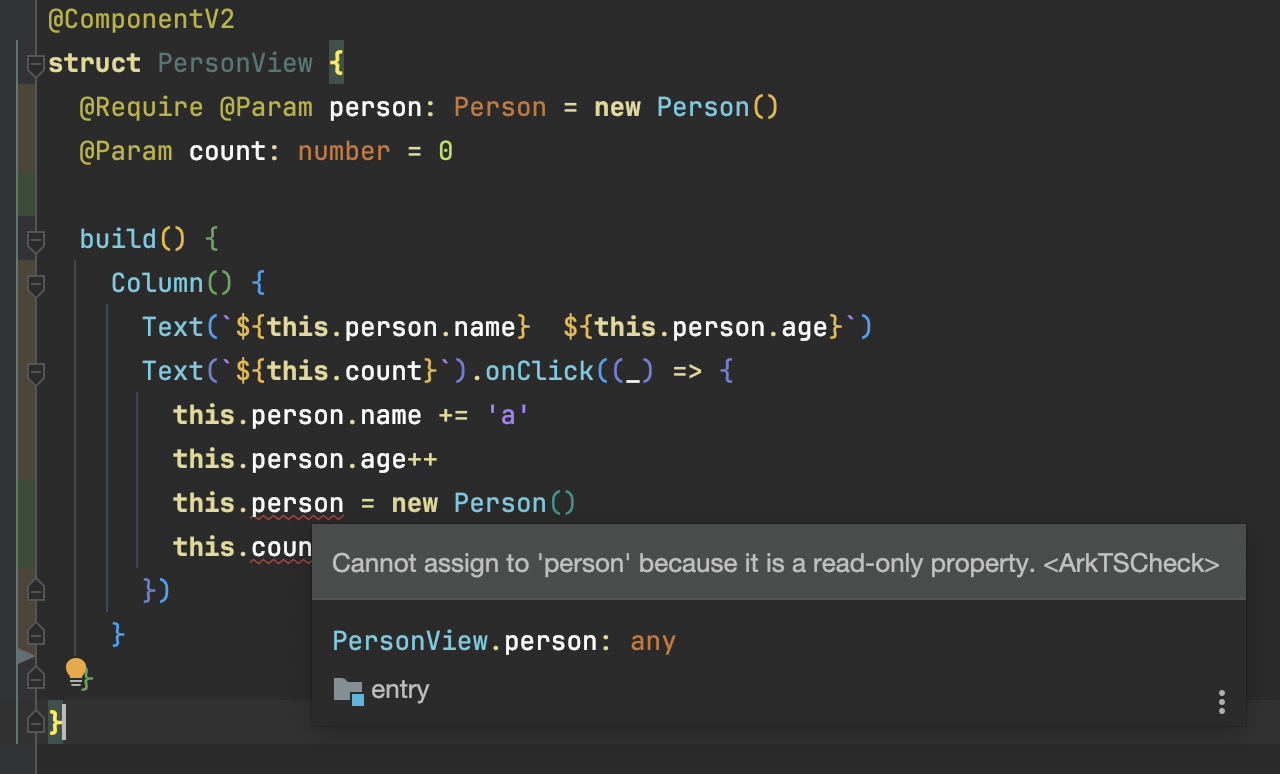 @ComponentV2
struct PersonView {
  @Require @Param person: Person = new Person()
  @Param count: number = 0
  build() {
    Column() {
      Text(`${this.person.name}  ${this.person.age}`)
      Text(`${this.count}`).onClick((_) => {
        this.person.name += 'a'
        this.person.age++
        this.person = new Person()
        this.coun
Cannot assign to 'person' because it is a read-only property. <ArkTSCheck>
      })
PersonView.person: any
    }
entry
  }
}